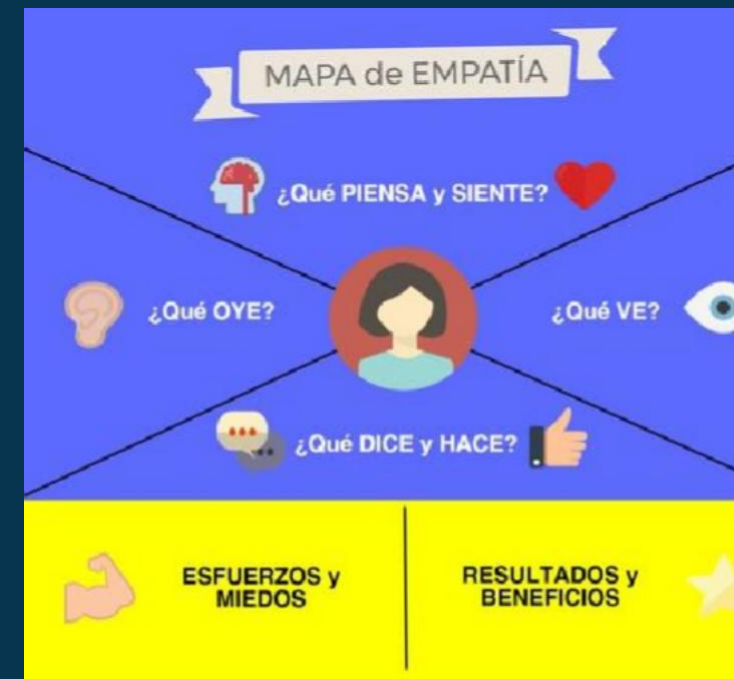 MAPA de EMPATÍA
¿Qué PIENSA y SIENTE?
¿Qué OYE?
¿Qué VE?
¿Qué DICE y HACE?
ESFUERZOS y
MIEDOS
RESULTADOS y
BENEFICIOS